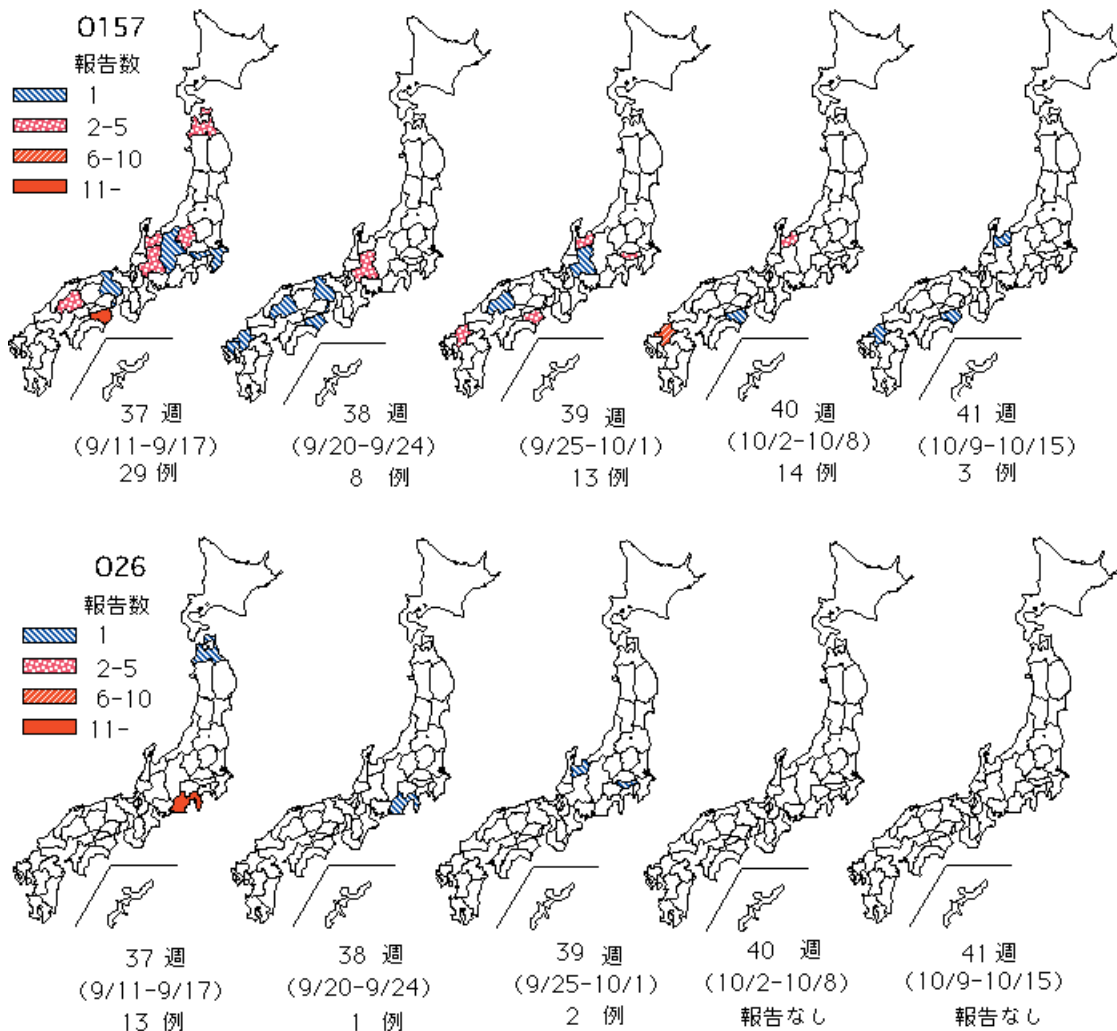 O157
報告数
1
2-5
6-10
11-
37 週
(9/11-9/17)
29 例
38 週
(9/20-9/24)
8 例
39 週
(9/25-10/1)
13 例
40 週
(10/2-10/8)
14 例
41 週
(10/9-10/15)
3 例
O26
報告数
1
2-5
6-10
11-
37 週
(9/11-9/17)
13 例
38 週
(9/20-9/24)
1 例
39 週
(9/25-10/1)
2 例
40 週
(10/2-10/8)
報告なし
41 週
(10/9-10/15)
報告なし